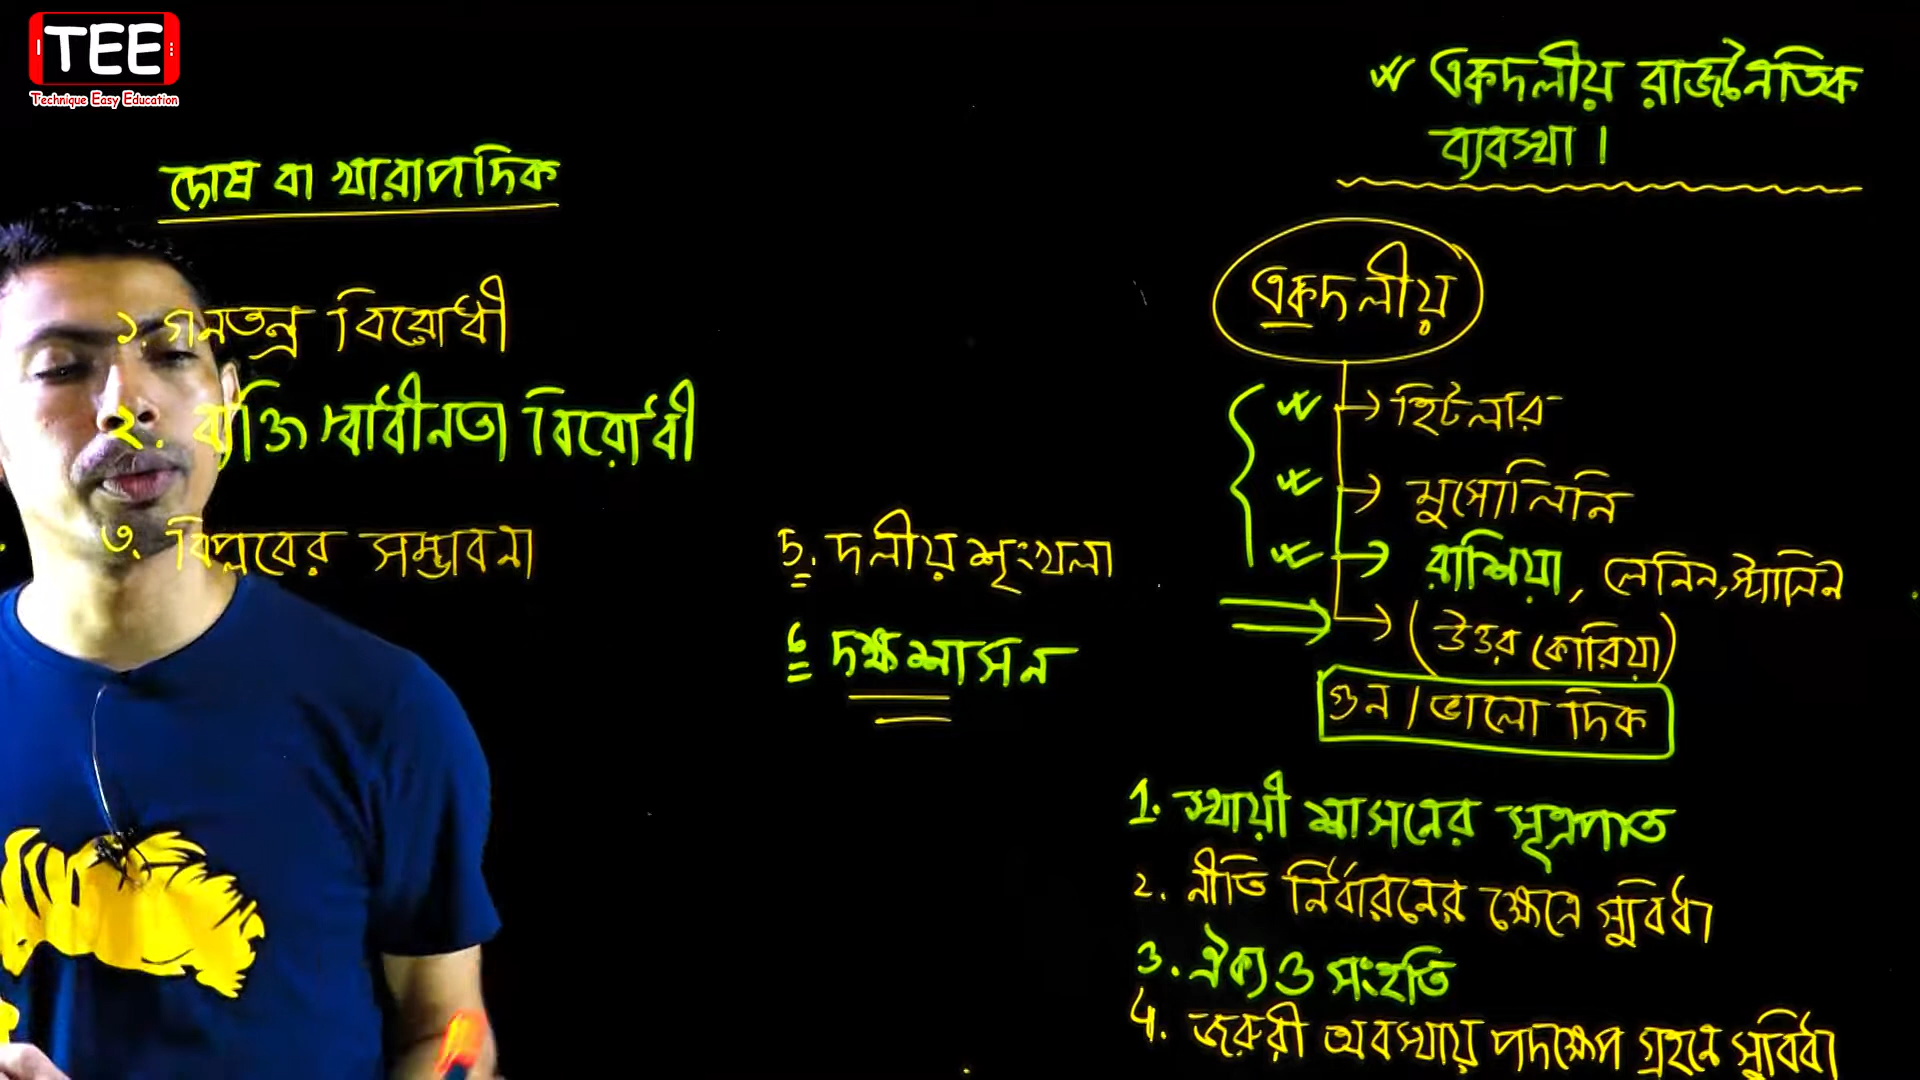 TEE
Technique Easy Education
একদলীয় রাজনৈতিক
ব্যবস্থা।
একদলীয়
হিটলার
মুসোলিনি
রাশিয়া, লেনিন, স্ট্যালিন
(উত্তর কোরিয়া)
গুন / ভালো দিক
1. স্থায়ী শাসনের সূত্রপাত
2. নীতি নির্ধারনের ক্ষেত্রে সুবিধা
3. ঐক্য ও সংহতি
4. জরুরী অবস্থায় পদক্ষেপ গ্রহনে সুবিধা
5. দলীয় শৃংখলা
6 দক্ষ শাসন
দোষ বা খারাপদিক
১. গনতন্ত্র বিরোধী
২. ব্যক্তি স্বাধীনতা বিরোধী
৩. বিপ্লবের সম্ভাবনা